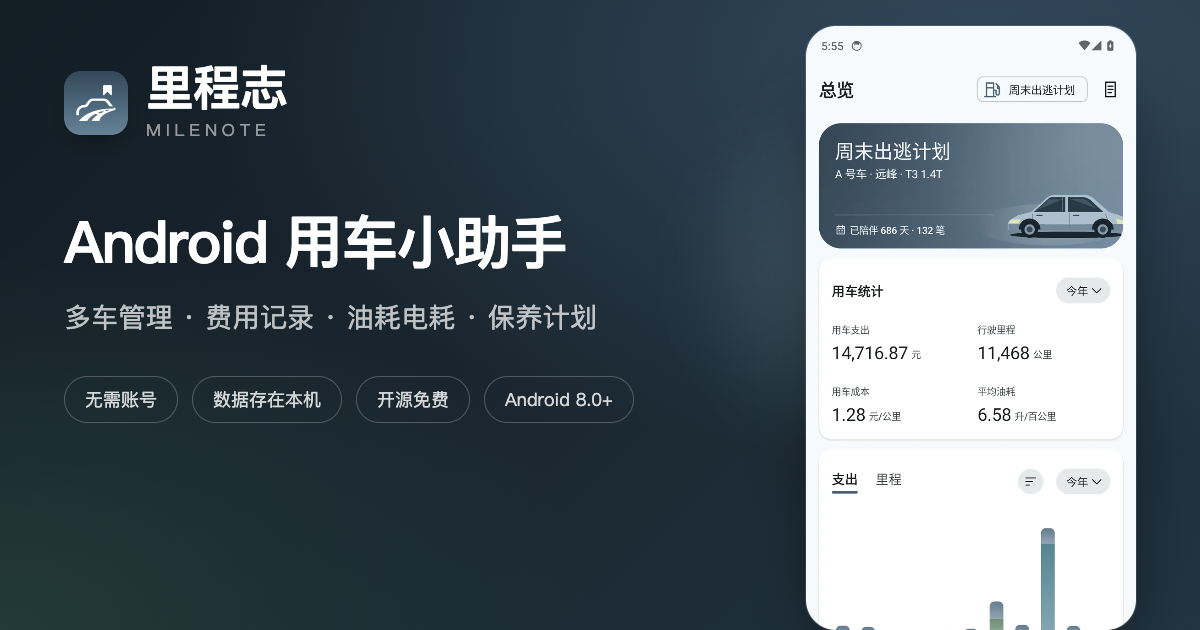 里程志
MILENOTE
Android 用车小助手
多车管理 · 费用记录 · 油耗电耗 · 保养计划
无需账号
数据存在本机
开源免费
Android 8.0+
5:55
总览
周末出逃计划
周末出逃计划
A 号车 · 远峰 · T3 1.4T
已陪伴 686 天 · 132 笔
用车统计
今年
用车支出
行驶里程
14,716.87 元
11,468 公里
用车成本
平均油耗
1.28 元/公里
6.58 升/百公里
支出
里程
今年